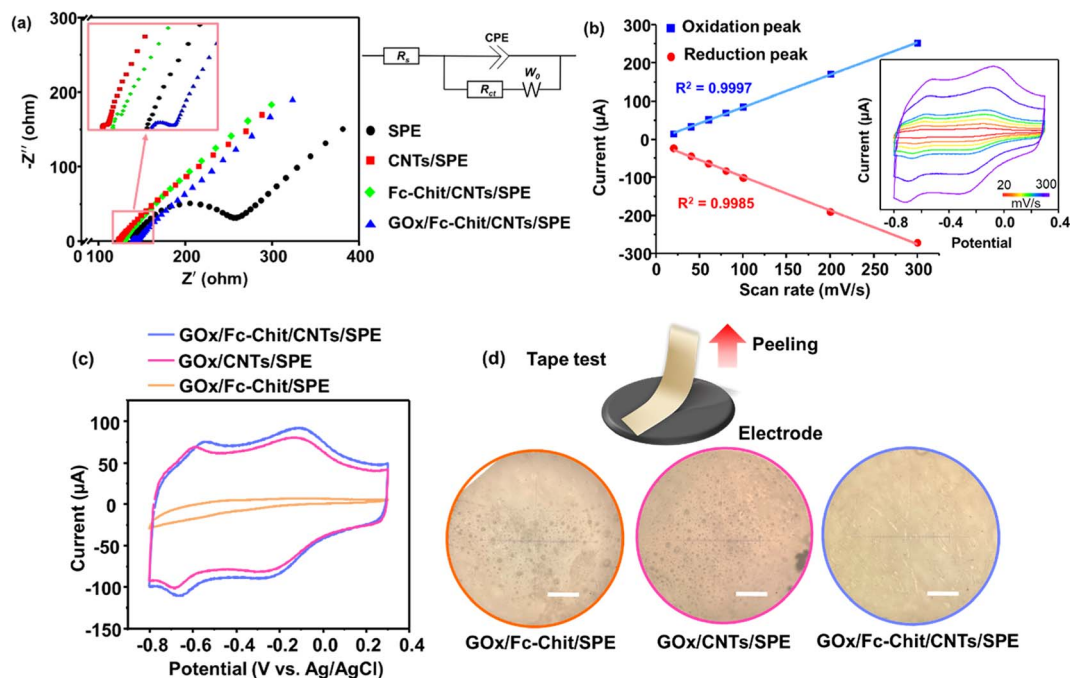 (a)
300
200
100
0
-Z′′ (ohm)
0 100 200 300 400
Z′ (ohm)
Rs
CPE
Rct
W0
SPE
CNTs/SPE
Fc-Chit/CNTs/SPE
GOx/Fc-Chit/CNTs/SPE
(b)
Oxidation peak
Reduction peak
R² = 0.9997
R² = 0.9985
300
200
100
0
-100
-200
-300
Current (µA)
0 50 100 150 200 250 300
Scan rate (mV/s)
20 300
mV/s
-0.8 -0.4 0.0 0.4
Potential
(c)
GOx/Fc-Chit/CNTs/SPE
GOx/CNTs/SPE
GOx/Fc-Chit/SPE
100
50
0
-50
-100
-150
Current (µA)
-0.8 -0.6 -0.4 -0.2 0.0 0.2
Potential (V vs. Ag/AgCl)
(d)
Tape test
Peeling
Electrode
GOx/Fc-Chit/SPE
GOx/CNTs/SPE
GOx/Fc-Chit/CNTs/SPE